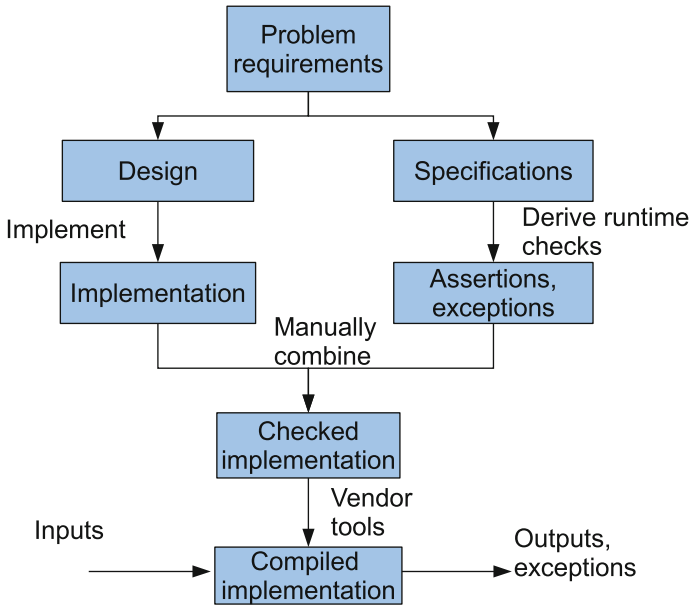 Problem
requirements
Design
Specifications
Implement
Derive runtime
checks
Implementation
Assertions,
exceptions
Manually
combine
Checked
implementation
Vendor
tools
Inputs
Compiled
implementation
Outputs,
exceptions